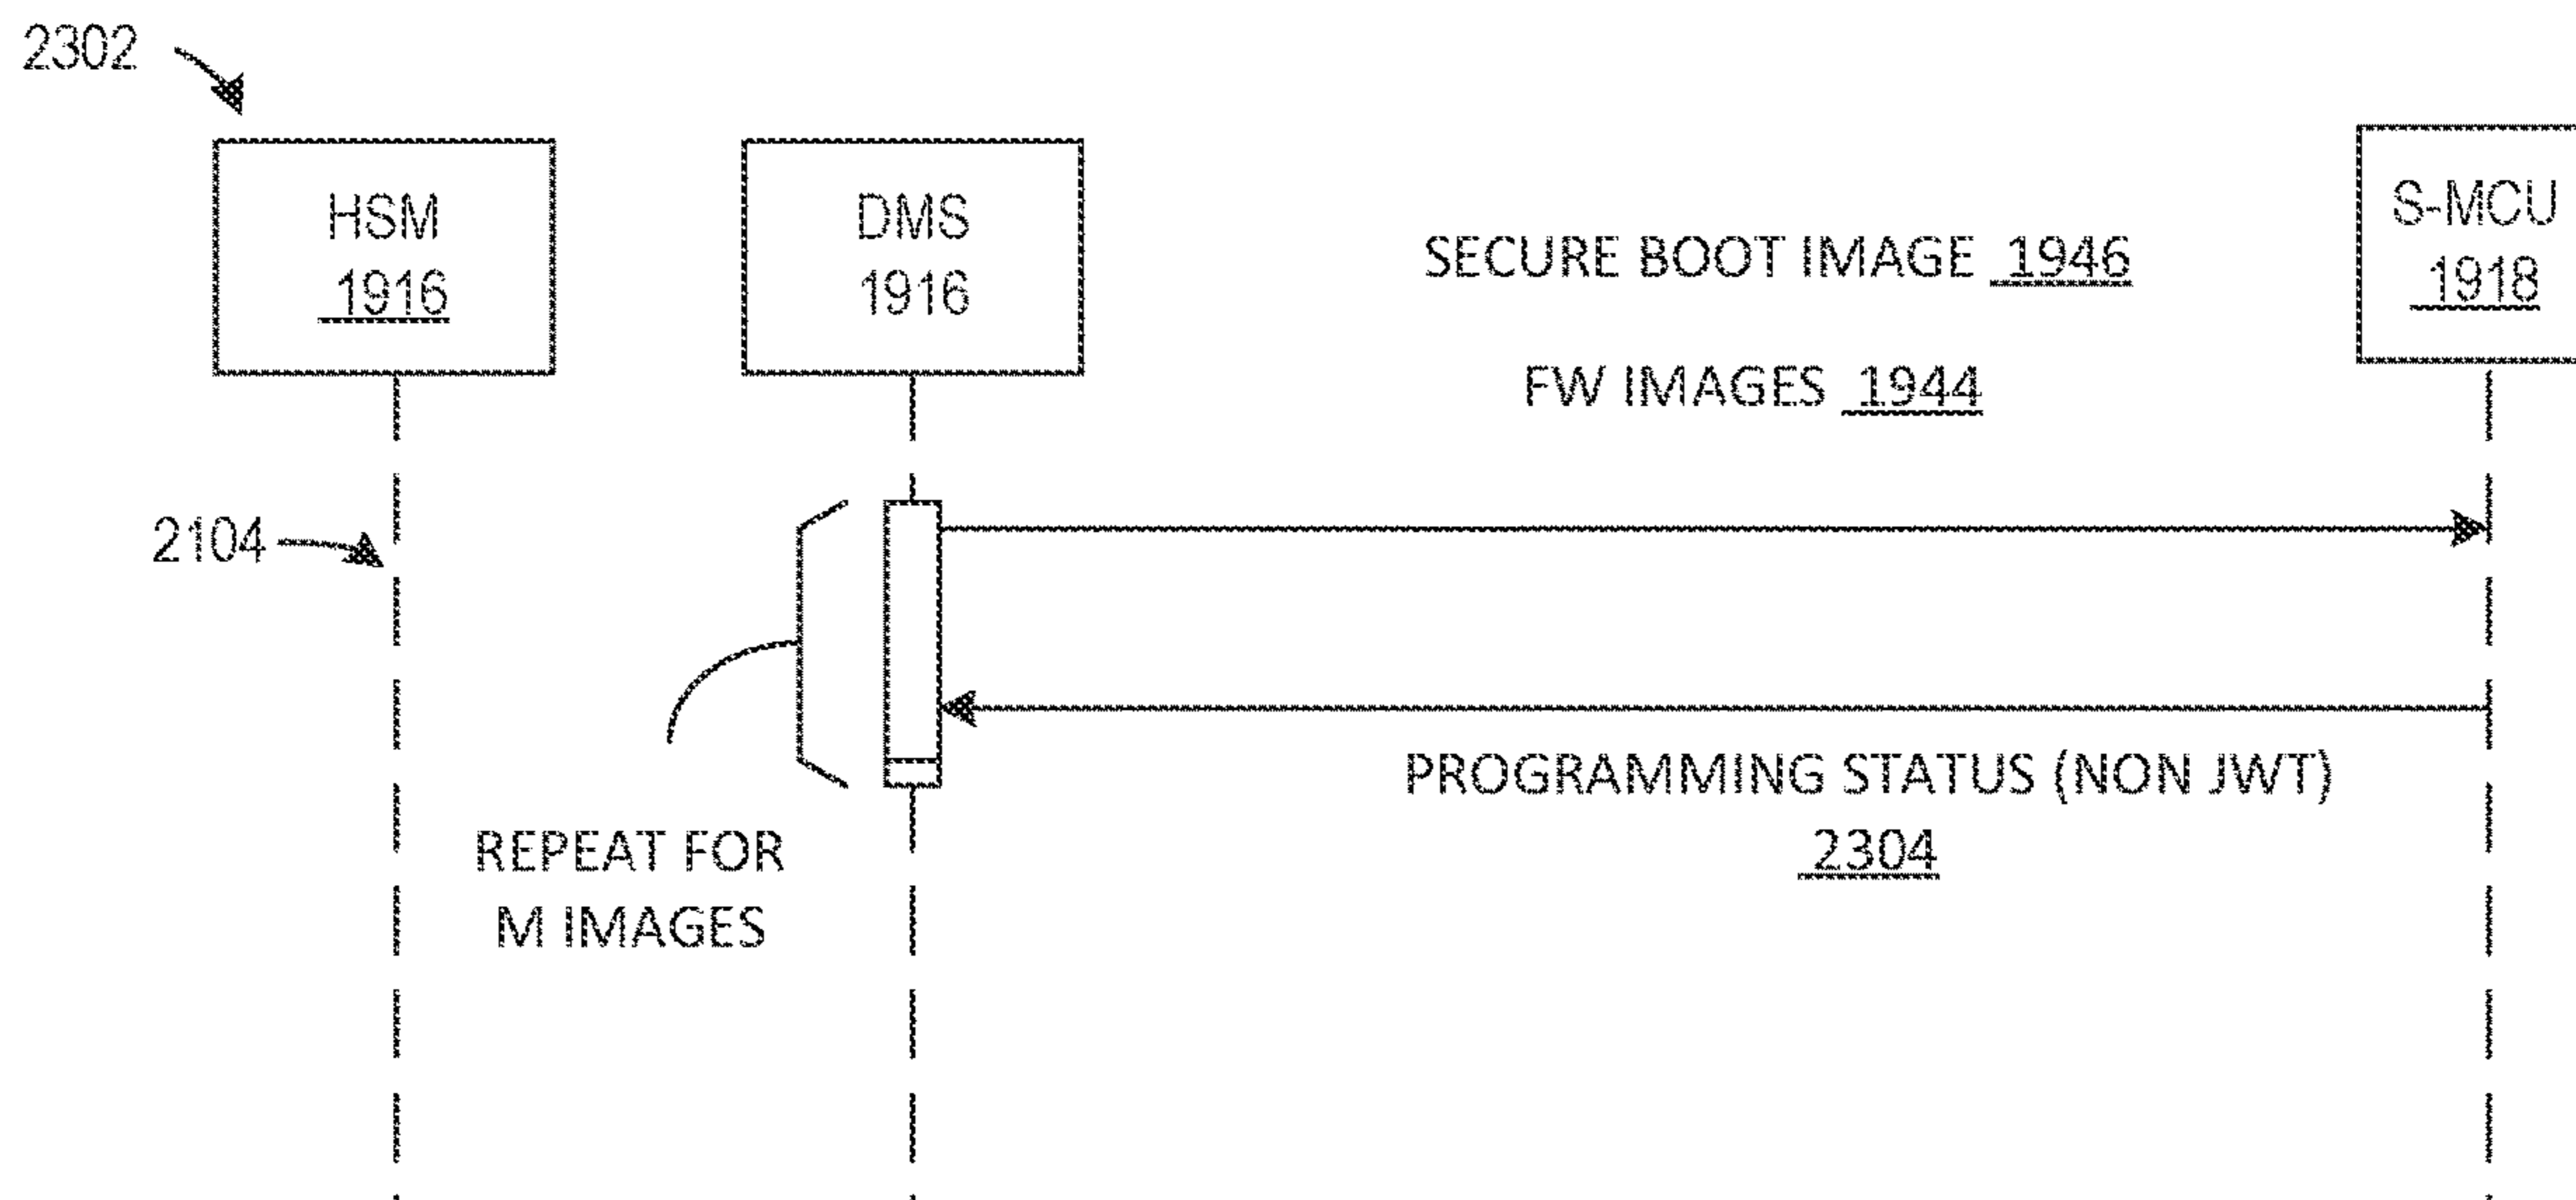 2302
HSM
1916
DMS
1916
SECURE BOOT IMAGE 1946
FW IMAGES 1944
S-MCU
1918
2104
PROGRAMMING STATUS (NON JWT)
2304
REPEAT FOR
M IMAGES